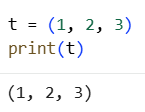 t = (1, 2, 3)
print(t)
(1, 2, 3)